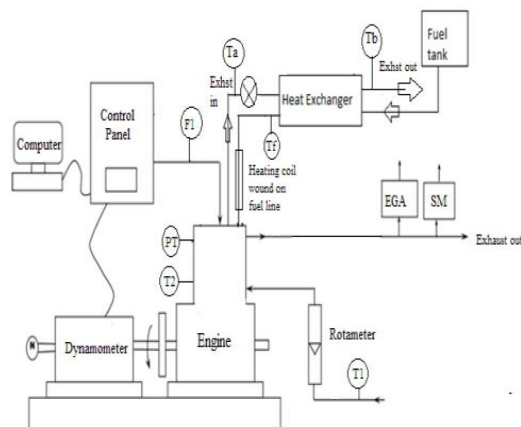 Ta
Tb
Fuel
tank
Exhst out
Exhst
in
Heat Exchanger
Control
Panel
Computer
F1
Tf
Heating coil
wound on
fuel line
EGA
SM
PT
Exhaust out
T2
Engine
Rotameter
N
Dynamometer
T1